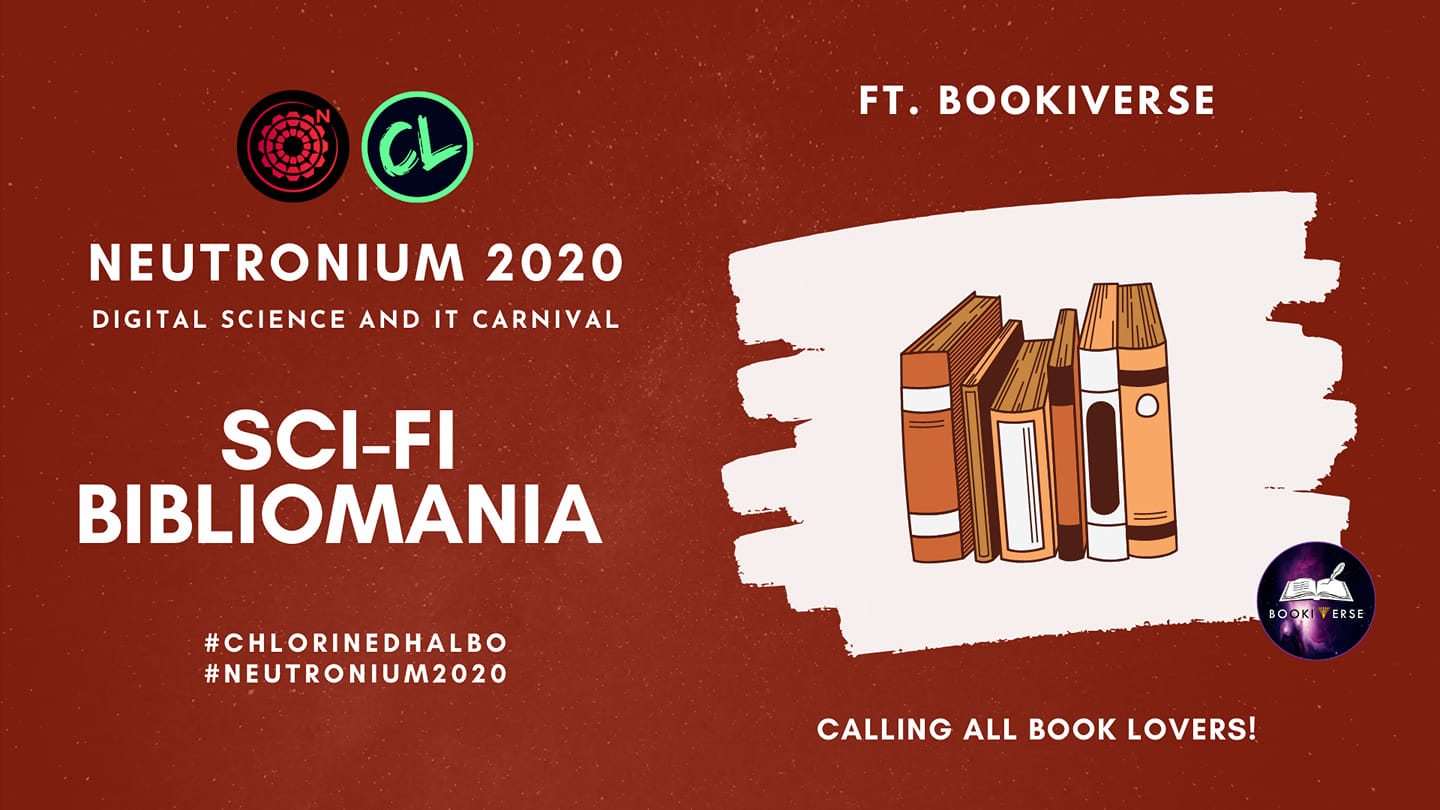 N
CL
NEUTRONIUM 2020
DIGITAL SCIENCE AND IT CARNIVAL
SCI-FI
BIBLIOMANIA
#CHLORINEDHALBO
#NEUTRONIUM2020
FT. BOOKIVERSE
BOOKIVERSE
CALLING ALL BOOK LOVERS!